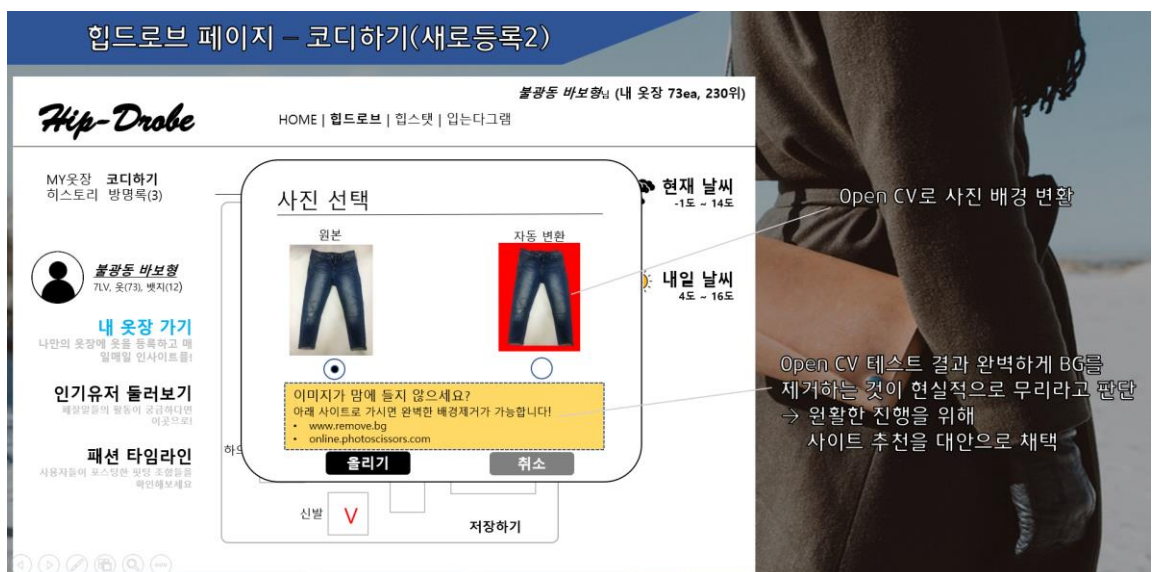 힙드로브 페이지 – 코디하기(새로등록2)
불광동 바보형님 (내 옷장 73ea, 230위)
Hip-Drobe
HOME | 힙드로브 | 힙스탯 | 입는다그램
MY옷장 코디하기
히스토리 방명록(3)
불광동 바보형
7LV, 옷(73), 뱃지(12)
내 옷장 가기
나만의 옷장에 옷을 등록하고 매
일매일 인사이트를!
인기유저 둘러보기
패잘알들의 활동이 궁금하다면
이곳으로!
패션 타임라인
사용자들이 포스팅한 핏팅 조합들을
확인해보세요
사진 선택
원본
자동 변환
이미지가 맘에 들지 않으세요?
아래 사이트로 가시면 완벽한 배경제거가 가능합니다!
• www.remove.bg
• online.photoscissors.com
올리기
취소
하의
신발
V
저장하기
현재 날씨
-1도 ~ 14도
내일 날씨
4도 ~ 16도
Open CV로 사진 배경 변환
Open CV 테스트 결과 완벽하게 BG를
제거하는 것이 현실적으로 무리라고 판단
→ 원활한 진행을 위해
사이트 추천을 대안으로 채택